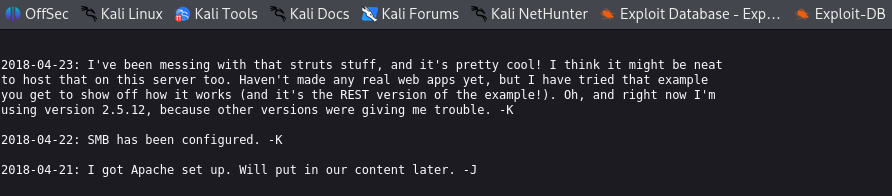 OffSec Kali Linux Kali Tools Kali Docs Kali Forums Kali NetHunter Exploit Database - Exp… Exploit-DB
2018-04-23: I've been messing with that struts stuff, and it's pretty cool! I think it might be neat
to host that on this server too. Haven't made any real web apps yet, but I have tried that example
you get to show off how it works (and it's the REST version of the example!). Oh, and right now I'm
using version 2.5.12, because other versions were giving me trouble. -K
2018-04-22: SMB has been configured. -K
2018-04-21: I got Apache set up. Will put in our content later. -J